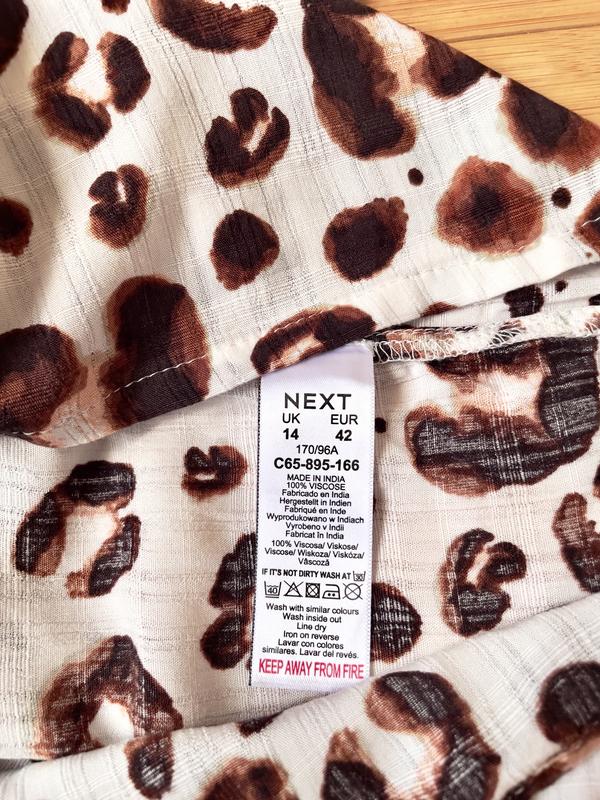 NEXT
UK EUR
14 42
170/96A
C65-895-166
MADE IN INDIA
100% VISCOSE
Fabricado en India
Hergestellt in Indien
Fabriqué en Inde
Wyprodukowano w Indiach
Vyrobeno v Indii
Fabricat în India
100% Viscosa/ Viskose/
Viscose/ Wiskoza/ Viskóza/
Vâscoză
IF IT'S NOT DIRTY WASH AT 30
40
Wash with similar colours
Wash inside out
Line dry
Iron on reverse
Lavar con colores
similares. Lavar del revés.
KEEP AWAY FROM FIRE